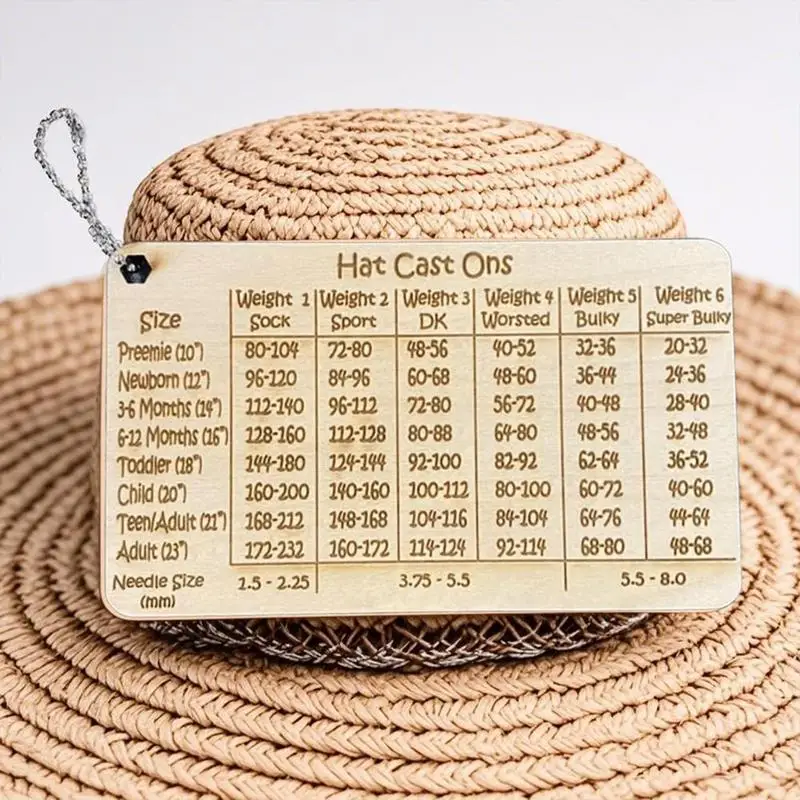 Hat Cast Ons
Size Weight 1 Sock Weight 2 Sport Weight 3 DK Weight 4 Worsted Weight 5 Bulky Weight 6 Super Bulky
Preemie (10") 80-104 72-80 48-56 40-52 32-36 20-32
Newborn (12") 96-120 84-96 60-68 48-60 36-44 24-36
3-6 Months (14") 112-140 96-112 72-80 56-72 40-48 28-40
6-12 Months (16") 128-160 112-128 80-88 64-80 48-56 32-48
Toddler (18") 144-180 124-144 92-100 82-92 62-64 36-52
Child (20") 160-200 140-160 100-112 80-100 60-72 40-60
Teen/Adult (21") 168-212 148-168 104-116 84-104 64-76 44-64
Adult (23") 172-232 160-172 114-124 92-114 68-80 48-68
Needle Size (mm) 1.5 - 2.25 3.75 - 5.5 5.5 - 8.0